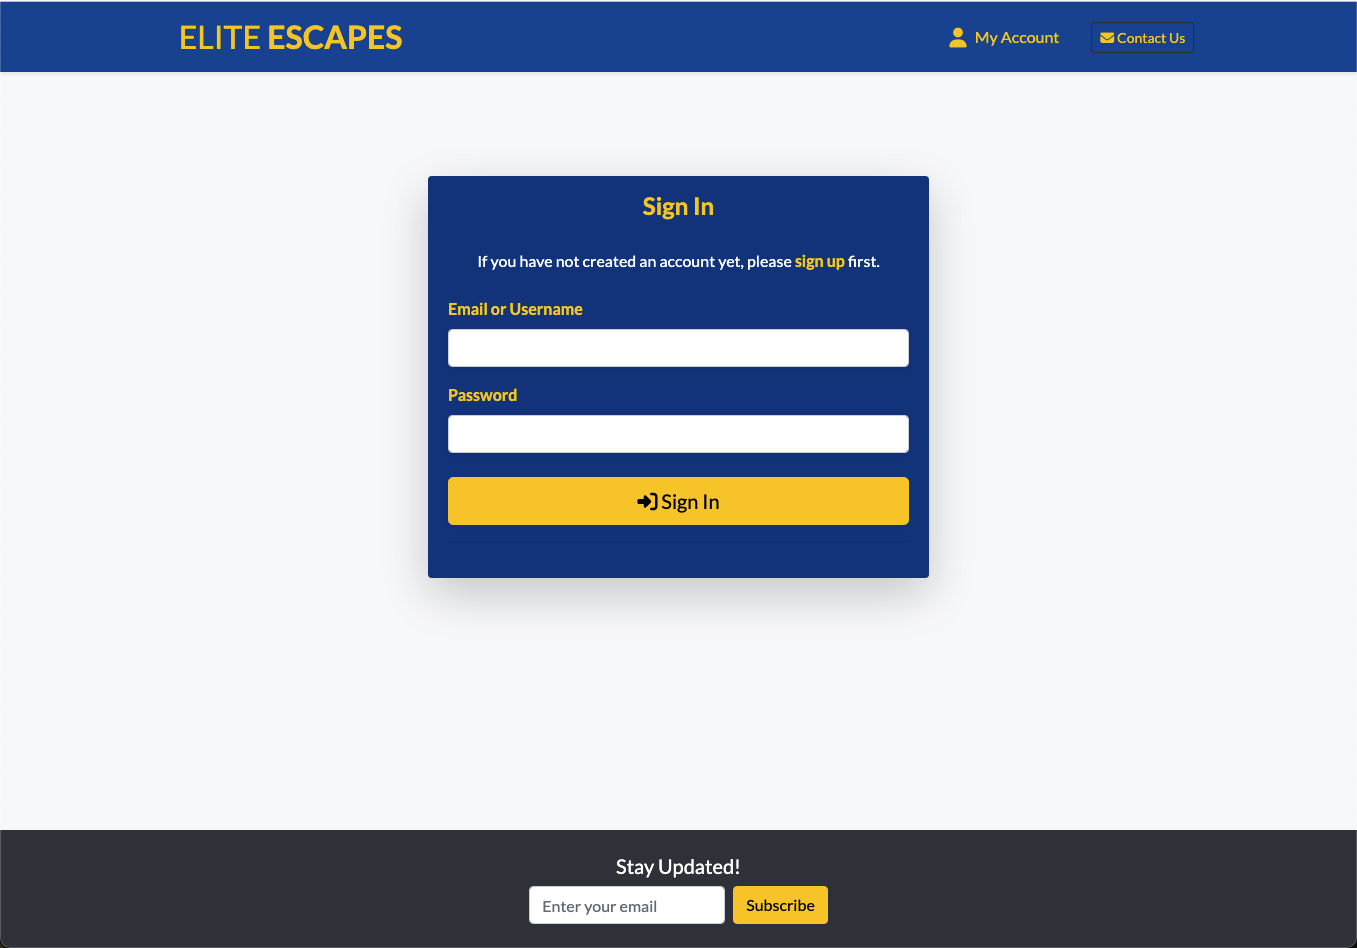 ELITE ESCAPES
My Account
Contact Us
Sign In
If you have not created an account yet, please sign up first.
Email or Username
Password
Sign In
Stay Updated!
Enter your email
Subscribe